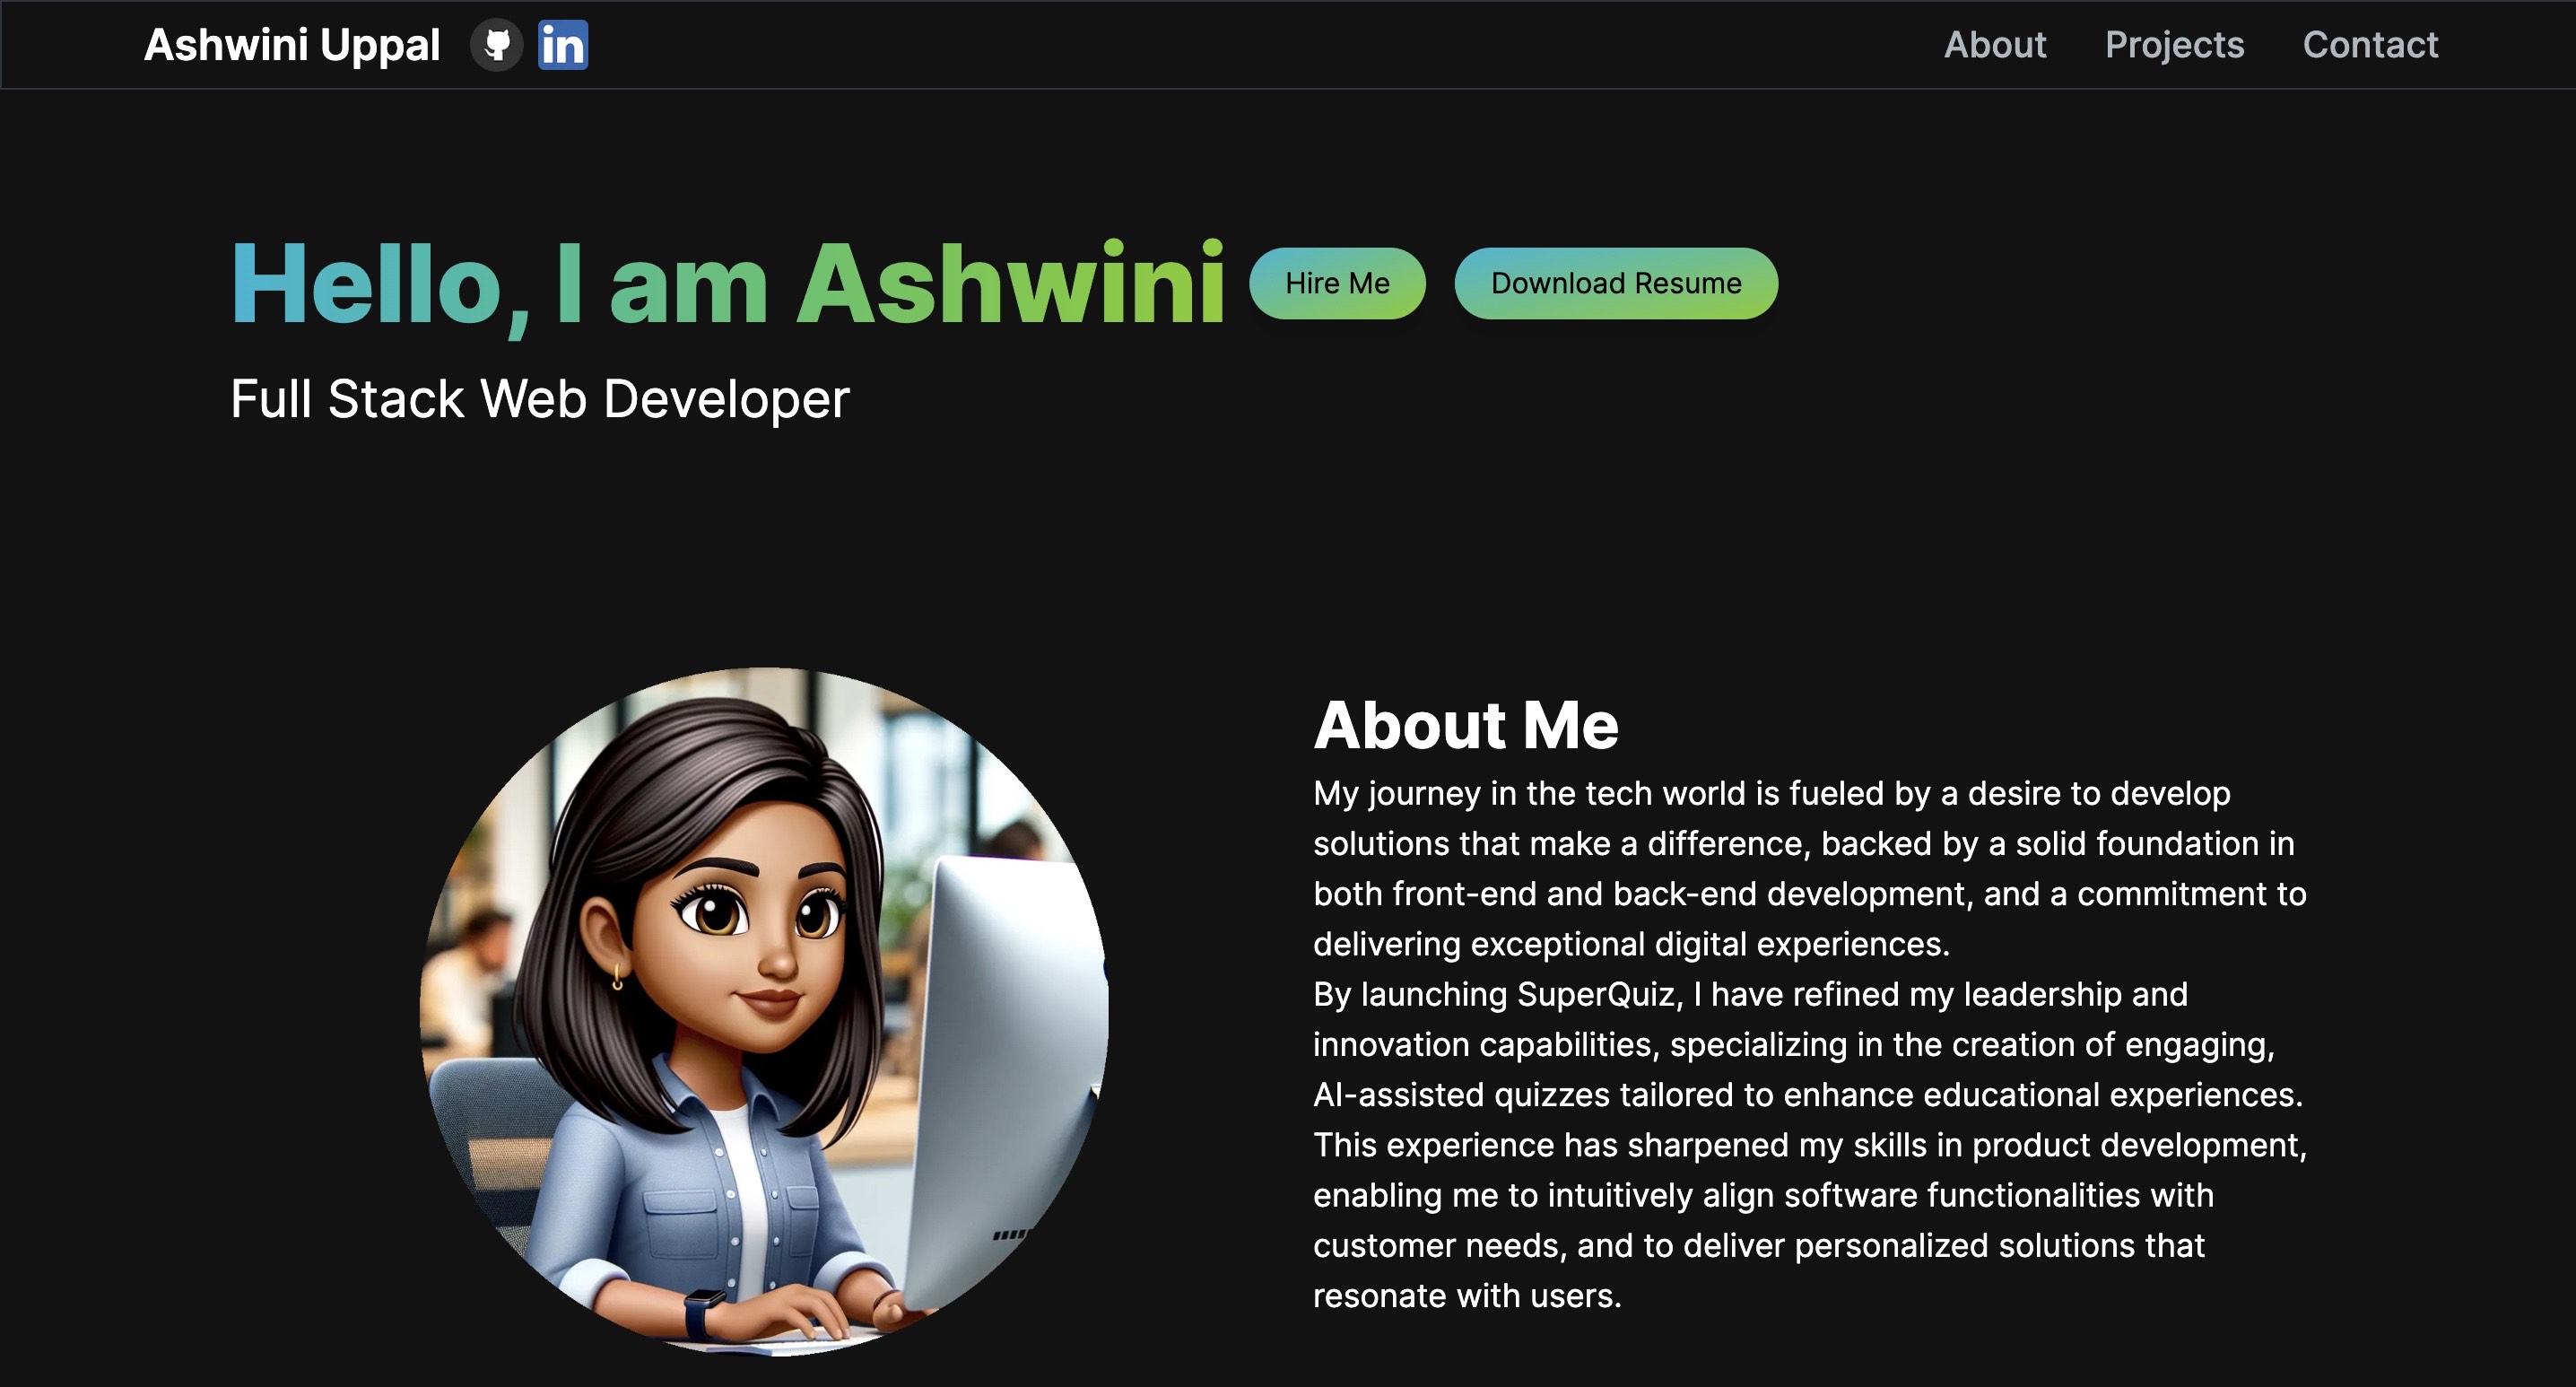 Ashwini Uppal in About Projects Contact
Hello, I am Ashwini Hire Me Download Resume
Full Stack Web Developer
About Me
My journey in the tech world is fueled by a desire to develop
solutions that make a difference, backed by a solid foundation in
both front-end and back-end development, and a commitment to
delivering exceptional digital experiences.
By launching SuperQuiz, I have refined my leadership and
innovation capabilities, specializing in the creation of engaging,
AI-assisted quizzes tailored to enhance educational experiences.
This experience has sharpened my skills in product development,
enabling me to intuitively align software functionalities with
customer needs, and to deliver personalized solutions that
resonate with users.